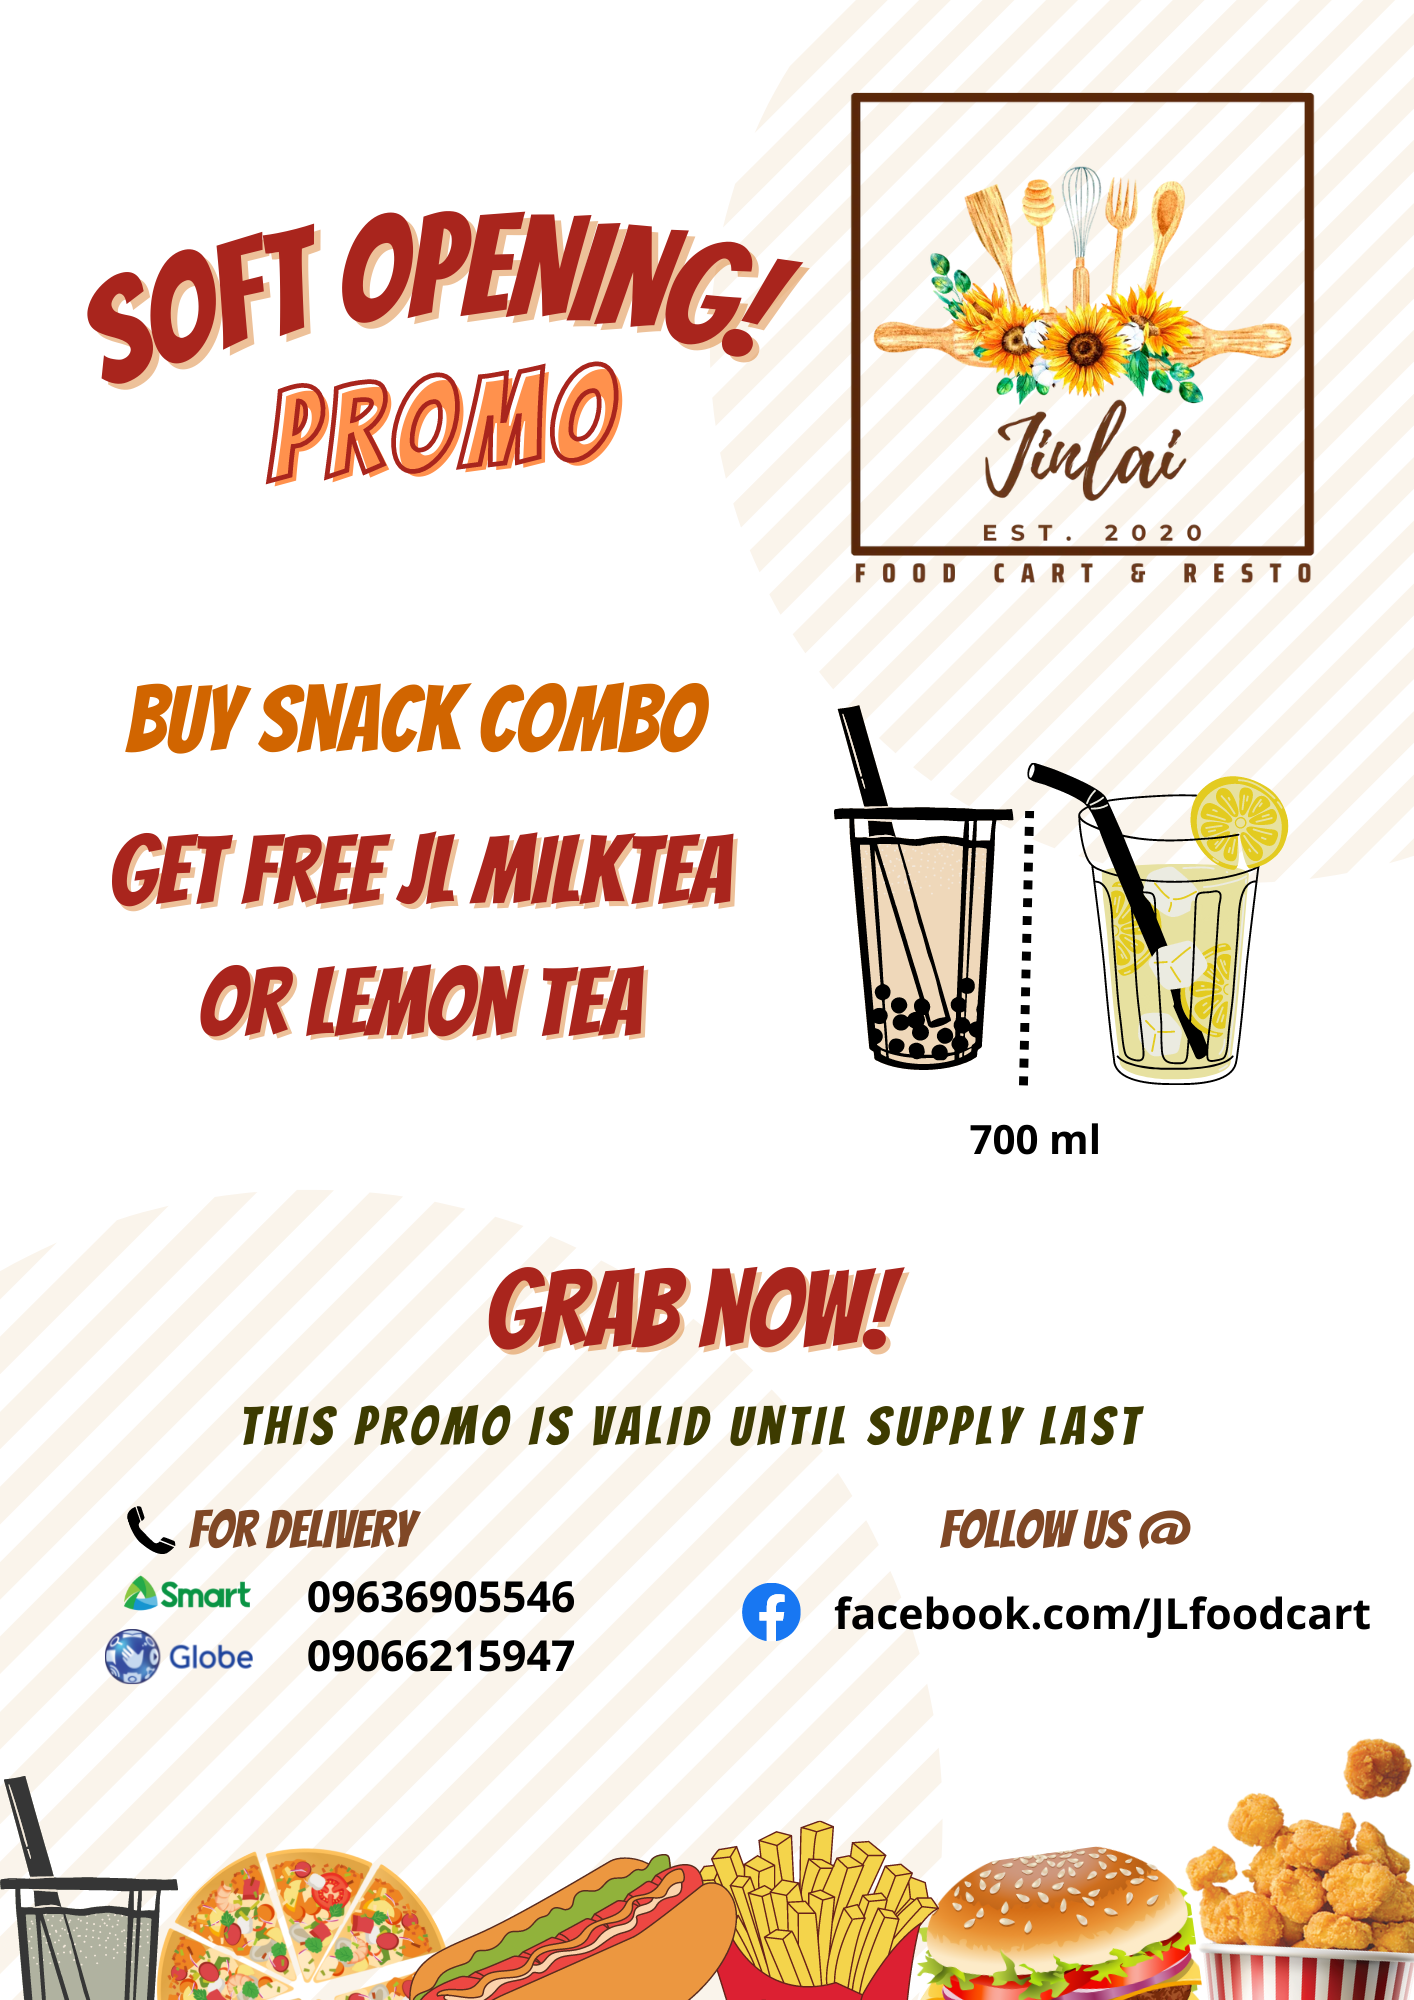 SOFT OPENING!
PROMO
Jinlai
EST. 2020
FOOD CART & RESTO
BUY SNACK COMBO
GET FREE JL MILKTEA
OR LEMON TEA
700 ml
GRAB NOW!
THIS PROMO IS VALID UNTIL SUPPLY LAST
FOR DELIVERY
Smart 09636905546
Globe 09066215947
FOLLOW US @
facebook.com/JLfoodcart